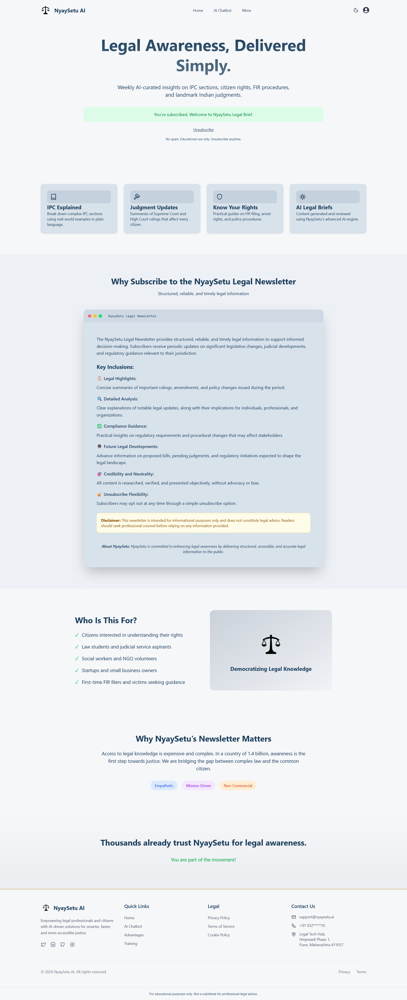 NyaySetu AI
Home
AI Chatbot
More
Legal Awareness, Delivered
Simply.
Weekly AI-curated insights on IPC sections, citizen rights, FIR procedures,
and landmark Indian judgments.
You're subscribed. Welcome to NyaySetu Legal Brief.
Unsubscribe
No spam. Educational use only. Unsubscribe anytime.
IPC Explained
Break down complex IPC sections
using real-world examples in plain
language.
Judgment Updates
Summaries of Supreme Court and
High Court rulings that affect every
citizen.
Know Your Rights
Practical guides on FIR filing, arrest
rights, and police procedures.
AI Legal Briefs
Content generated and reviewed
using NyaySetu's advanced AI engine.
Why Subscribe to the NyaySetu Legal Newsletter
Structured, reliable, and timely legal information
NyaySetu Legal Newsletter
The NyaySetu Legal Newsletter provides structured, reliable, and timely legal information to support informed
decision-making. Subscribers receive periodic updates on significant legislative changes, judicial developments,
and regulatory guidance relevant to their jurisdiction.
Key Inclusions:
Legal Highlights:
Concise summaries of important rulings, amendments, and policy changes issued during the period.
Detailed Analysis:
Clear explanations of notable legal updates, along with their implications for individuals, professionals, and
organizations.
Compliance Guidance:
Practical insights on regulatory requirements and procedural changes that may affect stakeholders.
Future Legal Developments:
Advance information on proposed bills, pending judgments, and regulatory initiatives expected to shape the
legal landscape.
Credibility and Neutrality:
All content is researched, verified, and presented objectively, without advocacy or bias.
Unsubscribe Flexibility:
Subscribers may opt out at any time through a simple unsubscribe option.
Disclaimer: This newsletter is intended for informational purposes only and does not constitute legal advice. Readers
should seek professional counsel before relying on any information provided.
About NyaySetu: NyaySetu is committed to enhancing legal awareness by delivering structured, accessible, and accurate legal
information to the public.
Who Is This For?
✓ Citizens interested in understanding their rights
✓ Law students and judicial service aspirants
✓ Social workers and NGO volunteers
✓ Startups and small business owners
✓ First-time FIR filers and victims seeking guidance
Democratizing Legal Knowledge
Why NyaySetu’s Newsletter Matters
Access to legal knowledge is expensive and complex. In a country of 1.4 billion, awareness is the
first step towards justice. We are bridging the gap between complex law and the common
citizen.
Empathetic
Mission-Driven
Non-Commercial
Thousands already trust NyaySetu for legal awareness.
You are part of the movement!
NyaySetu AI
Empowering legal professionals and citizens
with AI-driven solutions for smarter, faster,
and more accessible justice.
Quick Links
Home
AI Chatbot
Advantages
Training
Legal
Privacy Policy
Terms of Service
Cookie Policy
Contact Us
support@nyaysetu.ai
+91 932*****10
Legal Tech Hub,
Hinjewadi Phase 1,
Pune, Maharashtra 411057
© 2026 NyaySetu AI. All rights reserved.
Privacy
Terms
For educational purposes only. Not a substitute for professional legal advice.